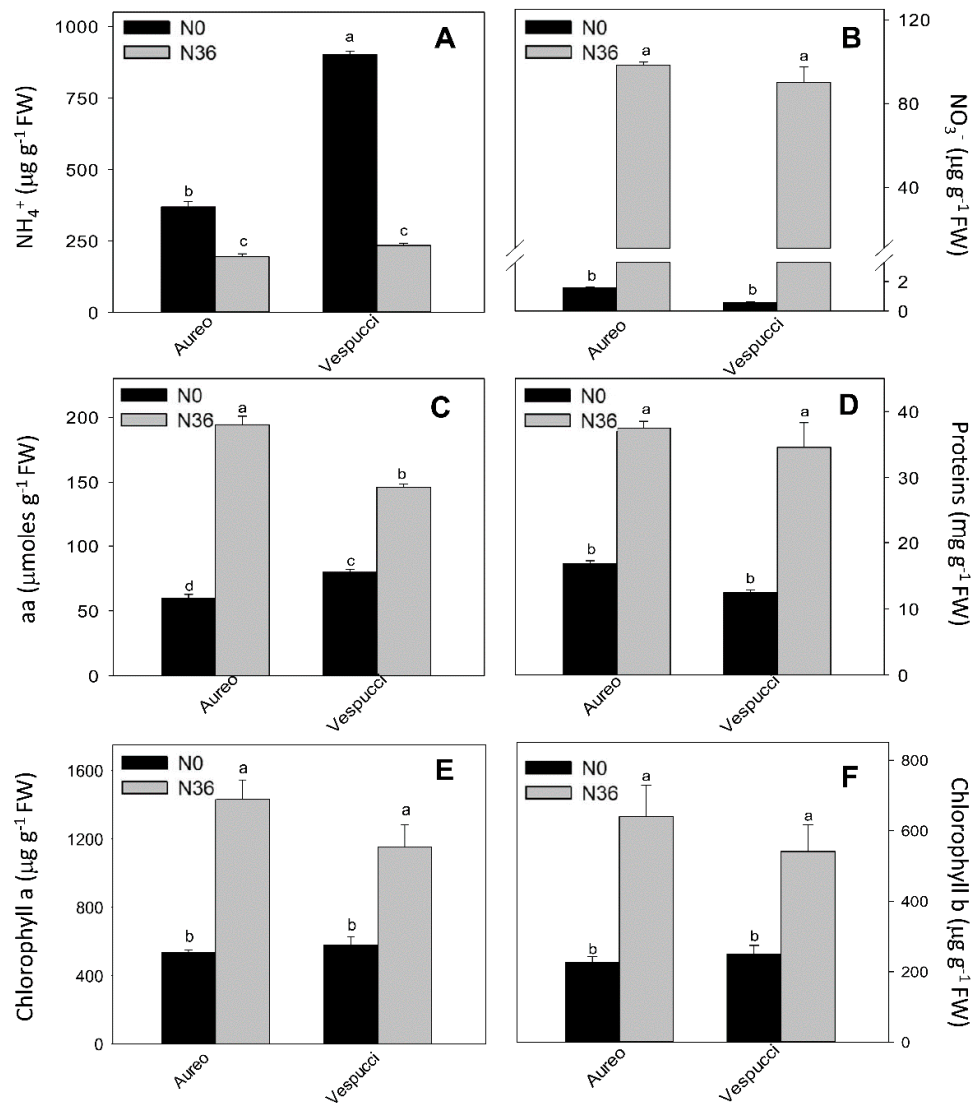 N0
N36
A
NH₄⁺ (µg g⁻¹ FW)
1000
750
500
250
0
a
b
c
c
Aureo
Vespucci
N0
N36
B
NO₃⁻ (µg g⁻¹ FW)
120
80
40
2
0
a
a
b
b
Aureo
Vespucci
N0
N36
C
aa (µmoles g⁻¹ FW)
200
150
100
50
0
a
b
c
d
Aureo
Vespucci
N0
N36
D
Proteins (mg g⁻¹ FW)
40
30
20
10
0
a
a
b
b
Aureo
Vespucci
N0
N36
E
Chlorophyll a (µg g⁻¹ FW)
1600
1200
800
400
0
a
a
b
b
Aureo
Vespucci
N0
N36
F
Chlorophyll b (µg g⁻¹ FW)
800
600
400
200
0
a
a
b
b
Aureo
Vespucci